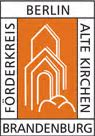 BERLIN
FÖRDERKREIS
ALTE KIRCHEN
BRANDENBURG